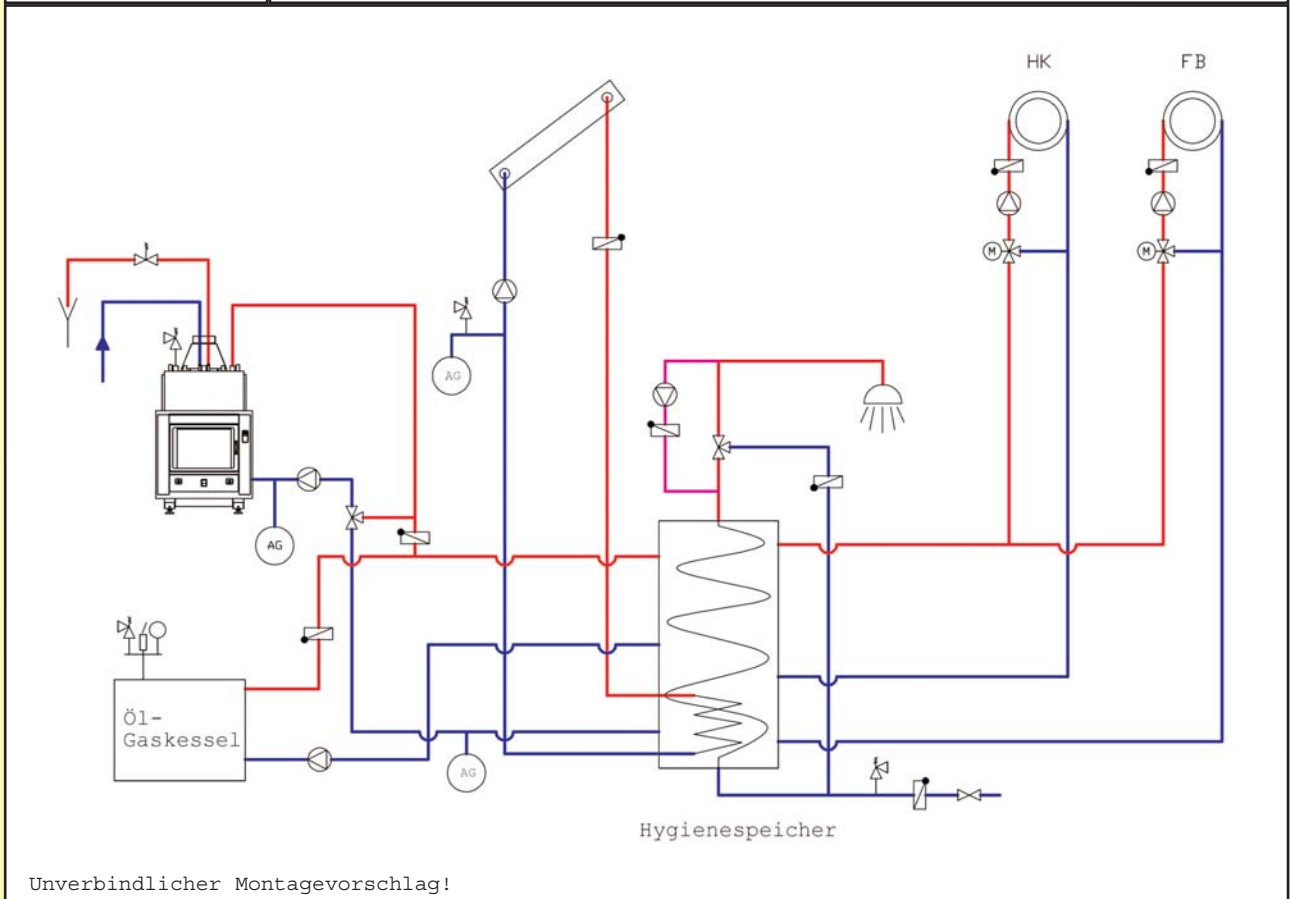 HK
FB
M
M
AG
AG
AG
Öl-
Gaskessel
Hygienespeicher
Unverbindlicher Montagevorschlag!